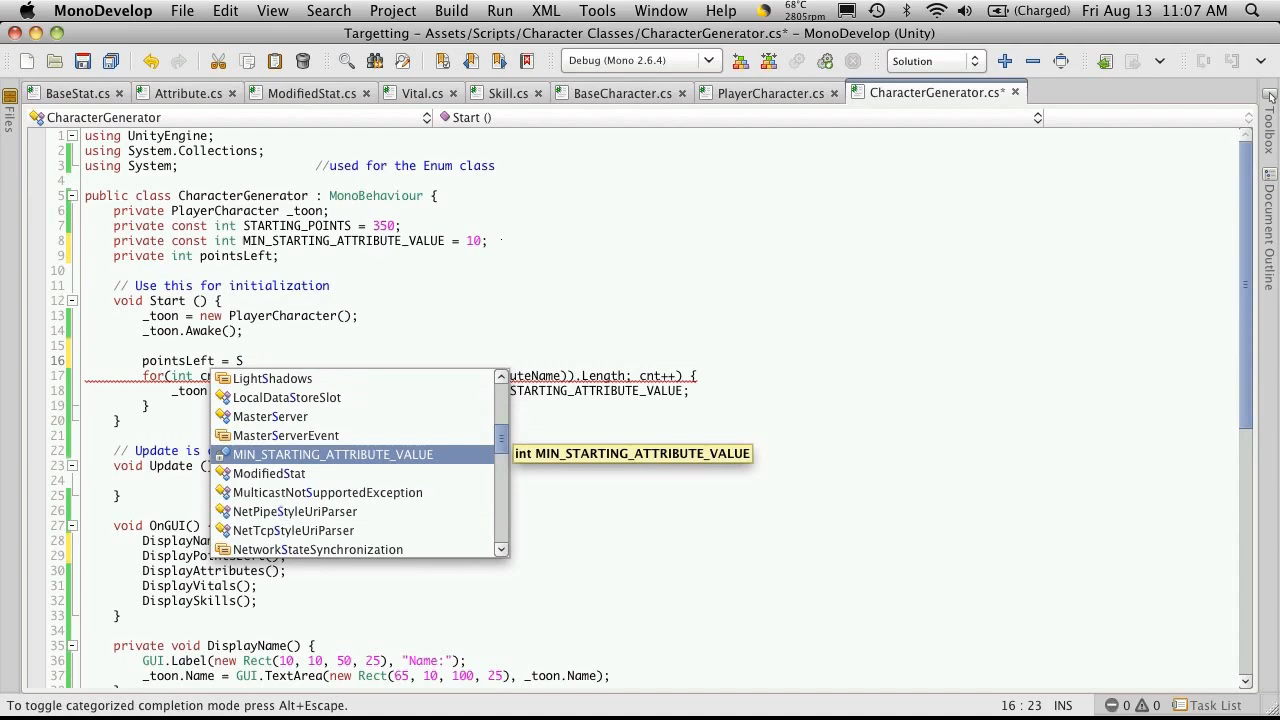 MonoDevelop File Edit View Search Project Build Run XML Tools Window Help 68°C 2805rpm (Charged) Fri Aug 13 11:07 AM
Targetting - Assets/Scripts/Character Classes/CharacterGenerator.cs* - MonoDevelop (Unity)
Debug (Mono 2.6.4) Solution
BaseStat.cs Attribute.cs ModifiedStat.cs Vital.cs Skill.cs BaseCharacter.cs PlayerCharacter.cs CharacterGenerator.cs*
CharacterGenerator Start ()
Files
Toolbox
Document Outline
1 using UnityEngine;
2 using System.Collections;
3 using System; //used for the Enum class
4
5 public class CharacterGenerator : MonoBehaviour {
6 private PlayerCharacter _toon;
7 private const int STARTING_POINTS = 350;
8 private const int MIN_STARTING_ATTRIBUTE_VALUE = 10;
9 private int pointsLeft;
10
11 // Use this for initialization
12 void Start () {
13 _toon = new PlayerCharacter();
14 _toon.Awake();
15
16 pointsLeft = S
17 for(int c uteName)).Length; cnt++) {
18 _toon STARTING_ATTRIBUTE_VALUE;
19 }
20 }
21
22 // Update is
23 void Update (
24
25 }
26
27 void OnGUI()
28 DisplayNa
29
30 DisplayAttributes();
31 DisplayVitals();
32 DisplaySkills();
33 }
34
35 private void DisplayName() {
36 GUI.Label(new Rect(10, 10, 50, 25), "Name:");
37 _toon.Name = GUI.TextArea(new Rect(65, 10, 100, 25), _toon.Name);
LightShadows
LocalDataStoreSlot
MasterServer
MasterServerEvent
MIN_STARTING_ATTRIBUTE_VALUE
ModifiedStat
MulticastNotSupportedException
NetPipeStyleUriParser
NetTcpStyleUriParser
NetworkStateSynchronization
int MIN_STARTING_ATTRIBUTE_VALUE
To toggle categorized completion mode press Alt+Escape. 16 : 23 INS 0 0 Task List